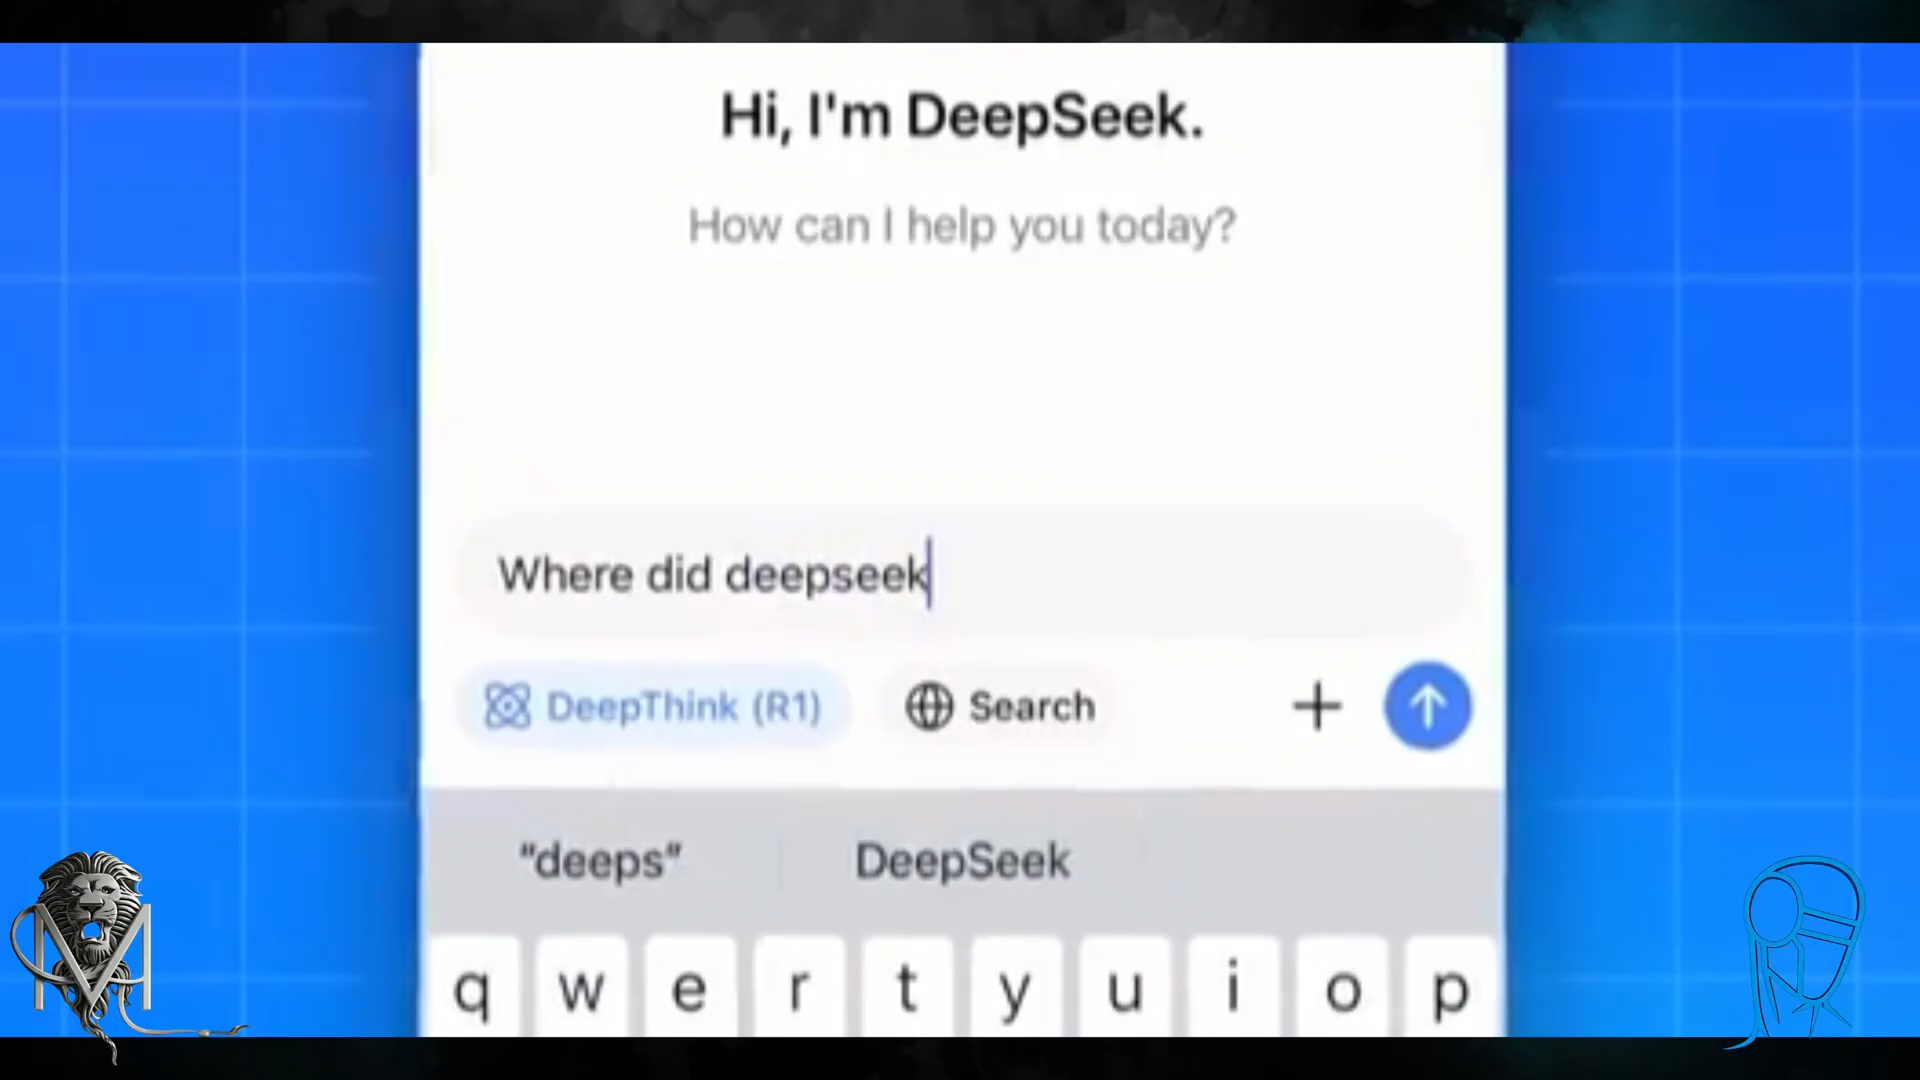 Hi, I'm DeepSeek.
How can I help you today?
Where did deepseek
DeepThink (R1) Search
"deeps" DeepSeek
q w e r t y u i o p
M